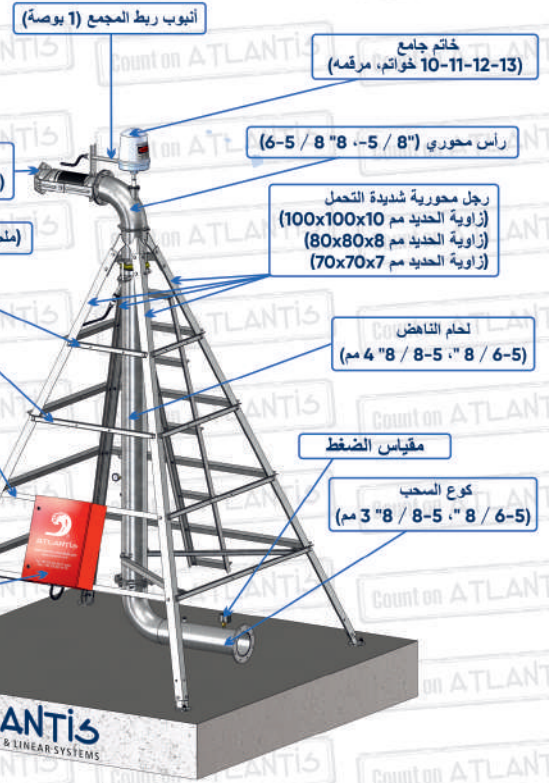 أنبوب ربط المجمع (1 بوصة)
خاتم جامع
(10-11-12-13 خواتم، مرقمه)
رأس محوري ("8 / 5-، 8" 8 / 5-6)
رجل محورية شديدة التحمل
(زاوية الحديد مم 100x100x10)
(زاوية الحديد مم 80x80x8)
(زاوية الحديد مم 70x70x7)
لحام الناهض
(6-5 / 8 "، 8-5 / 8" 4 مم)
مقياس الضغط
كوع السحب
(6-5 / 8 "، 8-5 / 8" 3 مم)
ATLANTIS
ANTIS
& LINEAR SYSTEMS
Count on ATLANTIS